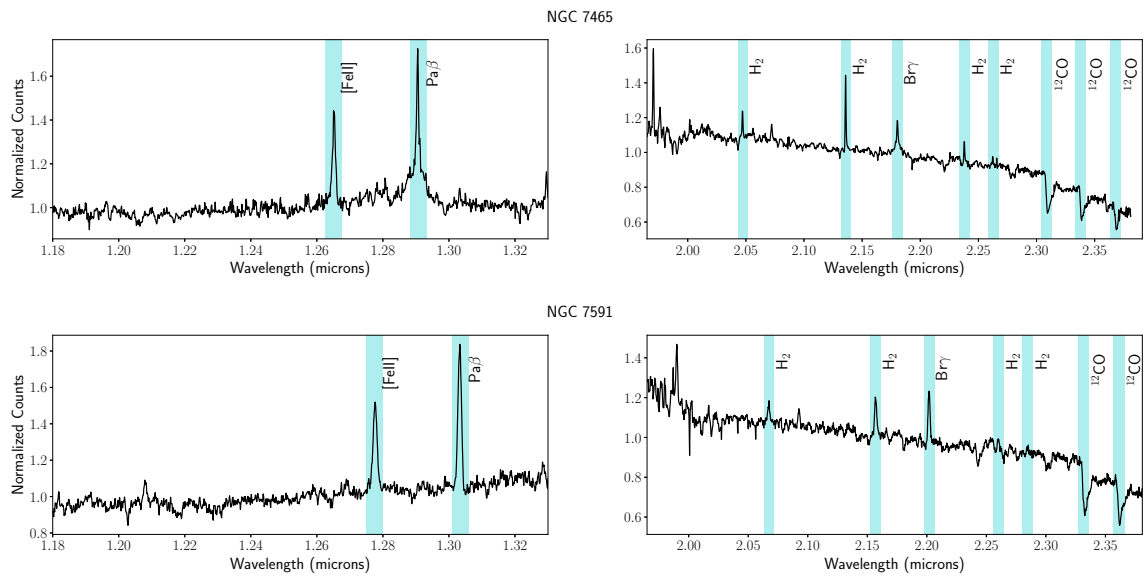 NGC 7465
Normalized Counts
1.6
1.4
1.2
1.0
[FeII]
Paβ
1.18 1.20 1.22 1.24 1.26 1.28 1.30 1.32
Wavelength (microns)
1.6
1.4
1.2
1.0
0.8
0.6
H₂
H₂
Brγ
H₂
H₂
¹²CO
¹²CO
¹²CO
2.00 2.05 2.10 2.15 2.20 2.25 2.30 2.35
Wavelength (microns)
NGC 7591
Normalized Counts
1.8
1.6
1.4
1.2
1.0
0.8
[FeII]
Paβ
1.18 1.20 1.22 1.24 1.26 1.28 1.30 1.32
Wavelength (microns)
1.4
1.2
1.0
0.8
0.6
H₂
H₂
Brγ
H₂
H₂
¹²CO
¹²CO
2.00 2.05 2.10 2.15 2.20 2.25 2.30 2.35
Wavelength (microns)